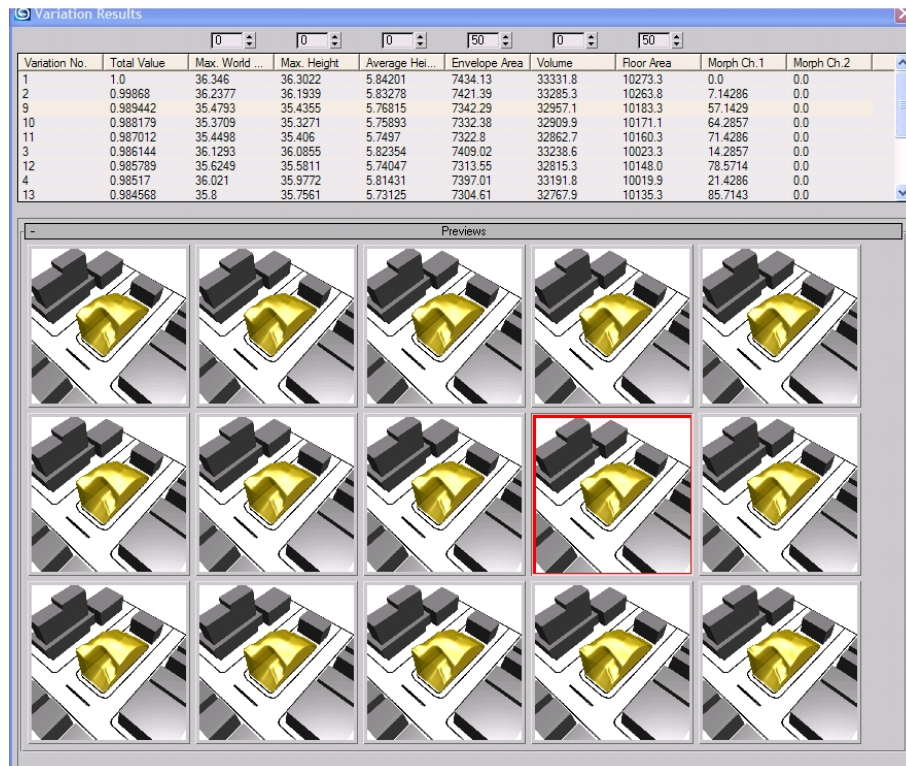 Variation Results
0 0 0 50 0 50
Variation No. Total Value Max. World ... Max. Height Average Hei... Envelope Area Volume Floor Area Morph Ch.1 Morph Ch.2
1 1.0 36.346 36.3022 5.84201 7434.13 33331.8 10273.3 0.0 0.0
2 0.99868 36.2377 36.1939 5.83278 7421.39 33285.3 10263.8 7.14286 0.0
9 0.989442 35.4793 35.4355 5.76815 7342.29 32957.1 10183.3 57.1429 0.0
10 0.988179 35.3709 35.3271 5.75893 7332.38 32909.9 10171.1 64.2857 0.0
11 0.987012 35.4498 35.406 5.7497 7322.8 32862.7 10160.3 71.4286 0.0
3 0.986144 36.1293 36.0855 5.82354 7409.02 33238.6 10023.3 14.2857 0.0
12 0.985789 35.6249 35.5811 5.74047 7313.55 32815.3 10148.0 78.5714 0.0
4 0.98517 36.021 35.9772 5.81431 7397.01 33191.8 10019.9 21.4286 0.0
13 0.984568 35.8 35.7561 5.73125 7304.61 32767.9 10135.3 85.7143 0.0
- Previews